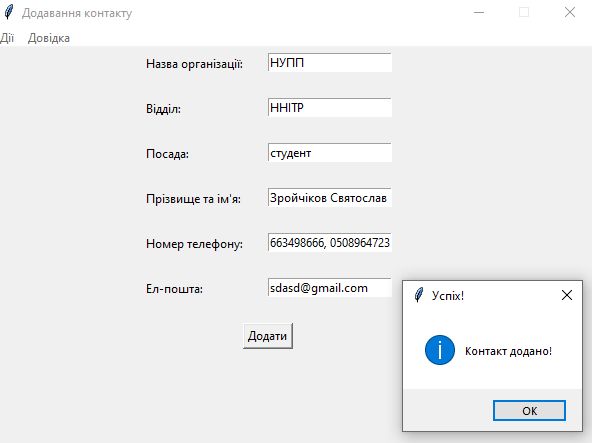 Додавання контакту
Дії Довідка
Назва організації: НУПП
Відділ: ННІТР
Посада: студент
Прізвище та ім'я: Зройчіков Святослав
Номер телефону: 663498666, 0508964723
Ел-пошта: sdasd@gmail.com
Додати
Успіх!
Контакт додано!
OK